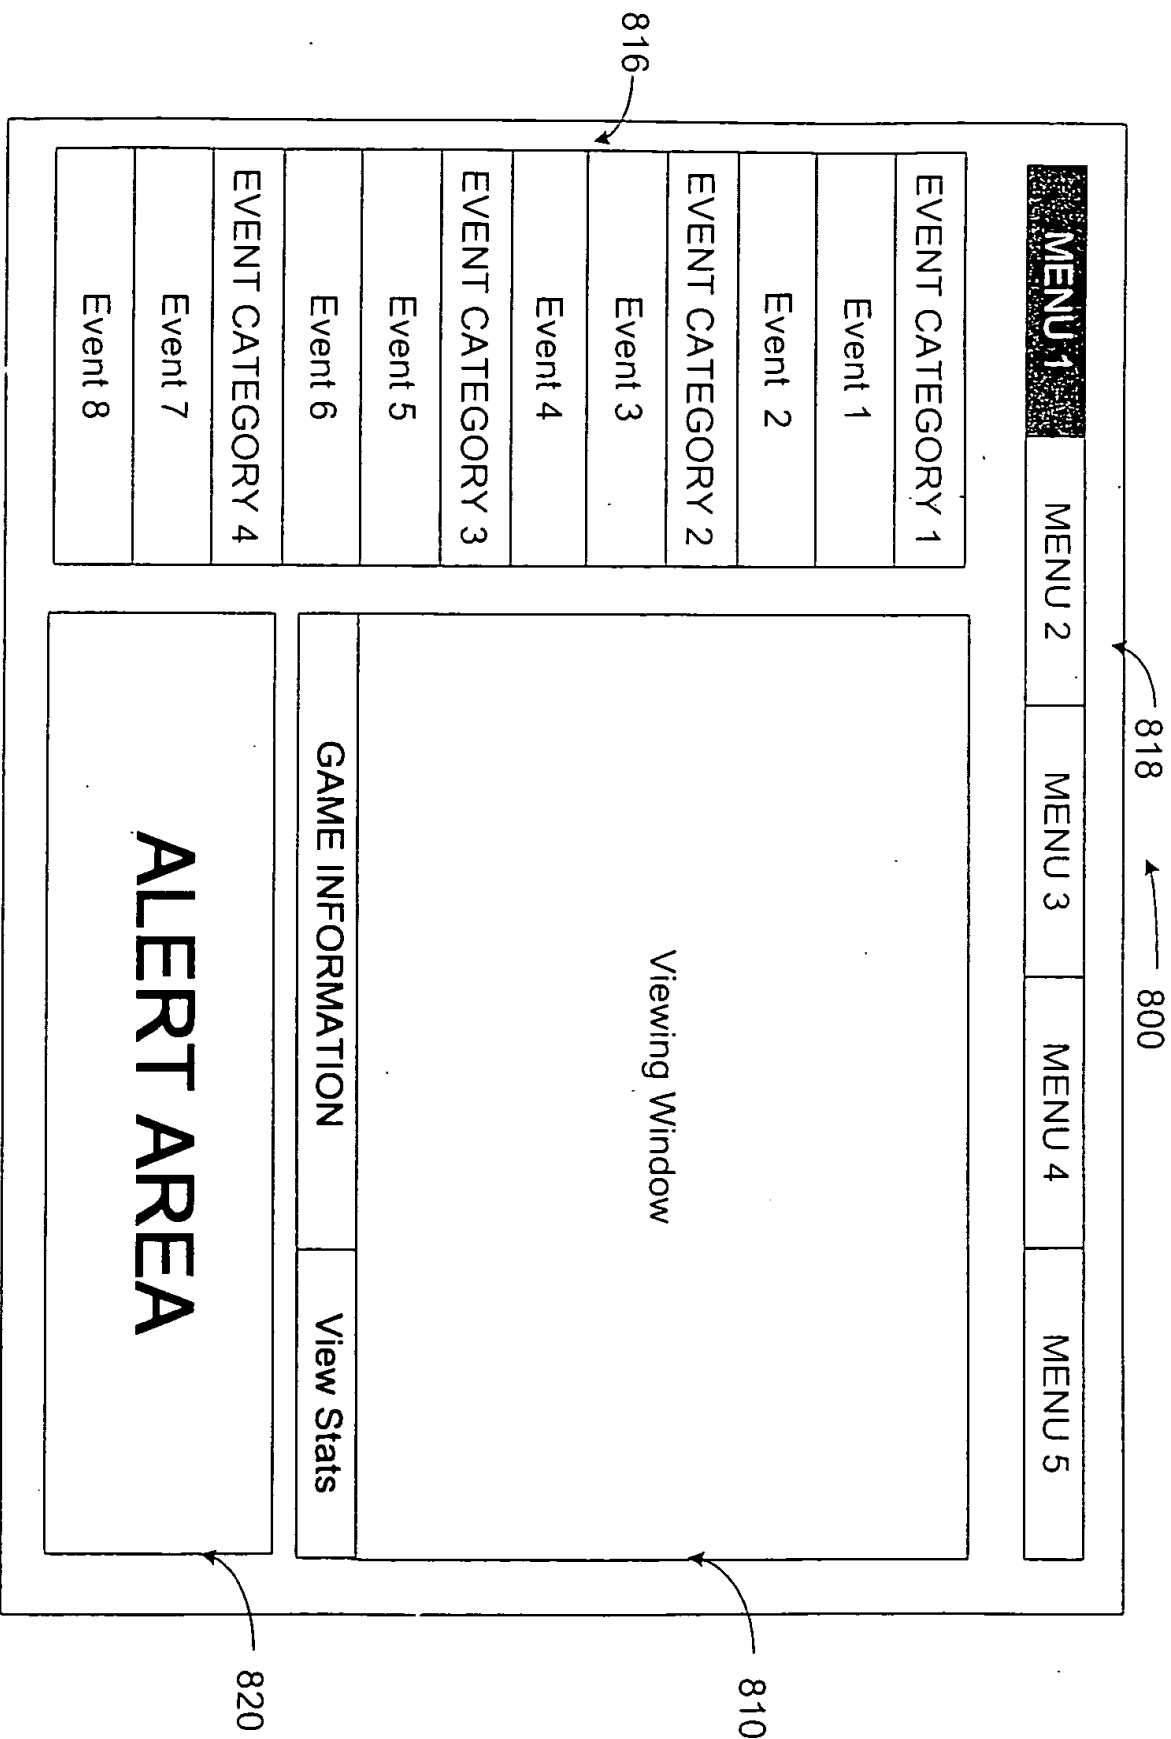 800
818
MENU 1
MENU 2
MENU 3
MENU 4
MENU 5
816
EVENT CATEGORY 1
Event 1
Event 2
EVENT CATEGORY 2
Event 3
Event 4
EVENT CATEGORY 3
Event 5
Event 6
EVENT CATEGORY 4
Event 7
Event 8
Viewing Window
810
GAME INFORMATION
View Stats
ALERT AREA
820